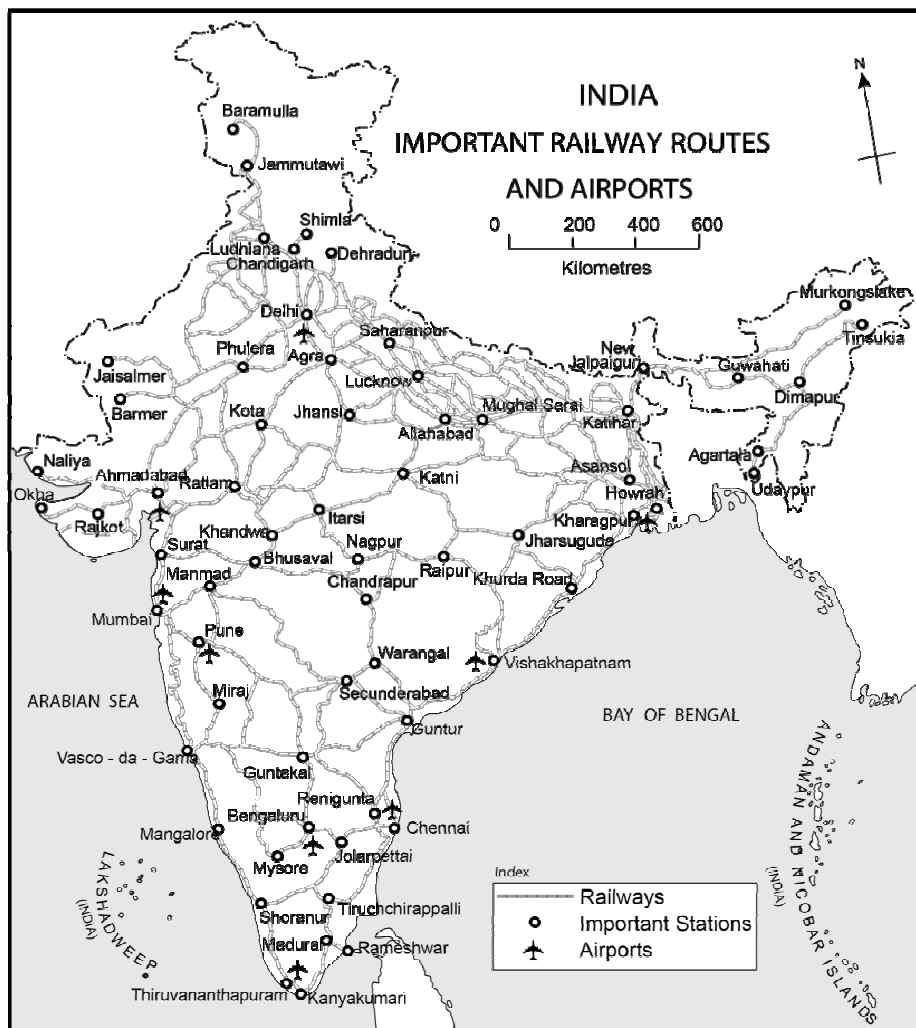 INDIA
IMPORTANT RAILWAY ROUTES
AND AIRPORTS
N
0 200 400 600
Kilometres
Baramulla
Jammutawi
Shimla
Ludhiana
Chandigarh
Dehradun
Delhi
Saharanpur
Murkongslake
Tinsukia
Phulera
Agra
New
Jalpaiguri
Guwahati
Jaisalmer
Lucknow
Dimapur
Barmer
Kota
Jhansi
Allahabad
Mughal Sarai
Katihar
Agartala
Naliya
Ahmadabad
Ratlam
Katni
Asansol
Udaypur
Okha
Rajkot
Itarsi
Howrah
Kharagpur
Khandwa
Jharsuguda
Surat
Bhusaval
Nagpur
Raipur
Manmad
Chandrapur
Khurda Road
Mumbai
Pune
Warangal
Vishakhapatnam
Secunderabad
ARABIAN SEA
Miraj
Guntur
BAY OF BENGAL
Vasco - da - Gama
Guntakal
Renigunta
Bengaluru
Chennai
Mangalore
Jolarpettai
Mysore
LAKSHADWEEP
(INDIA)
ANDAMAN AND NICOBAR ISLANDS
(INDIA)
Shoranur
Tiruchchirappalli
Madurai
Rameshwar
Thiruvananthapuram
Kanyakumari
Index
Railways
Important Stations
Airports